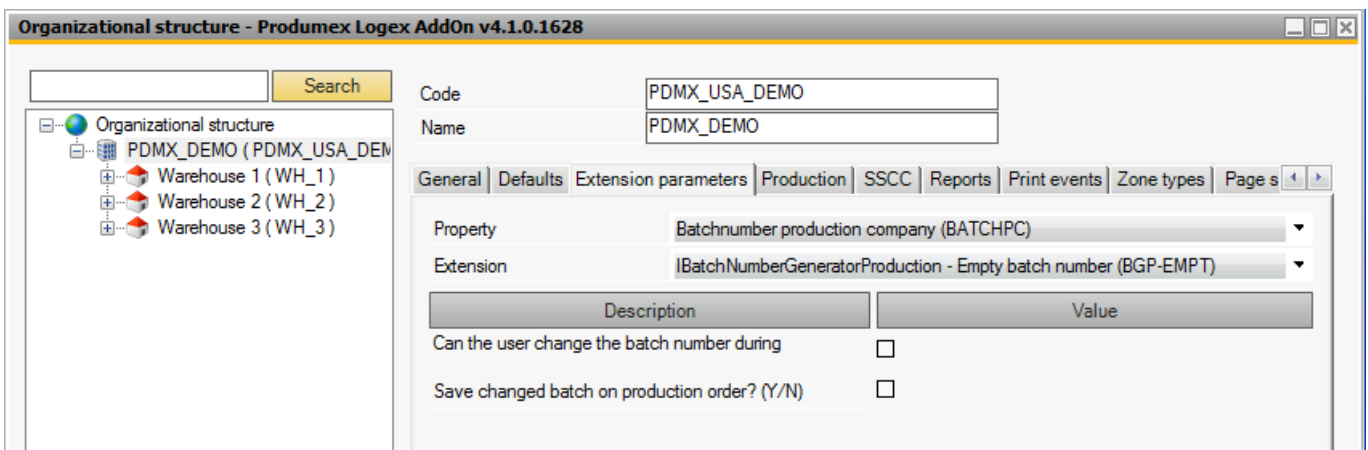 Organizational structure - Produmex Logex AddOn v4.1.0.1628
Search
Organizational structure
PDMX_DEMO ( PDMX_USA_DEM
Warehouse 1 ( WH_1 )
Warehouse 2 ( WH_2 )
Warehouse 3 ( WH_3 )
Code PDMX_USA_DEMO
Name PDMX_DEMO
General Defaults Extension parameters Production SSCC Reports Print events Zone types Page s
Property Batchnumber production company (BATCHPC)
Extension IBatchNumberGeneratorProduction - Empty batch number (BGP-EMPT)
Description Value
Can the user change the batch number during
Save changed batch on production order? (Y/N)